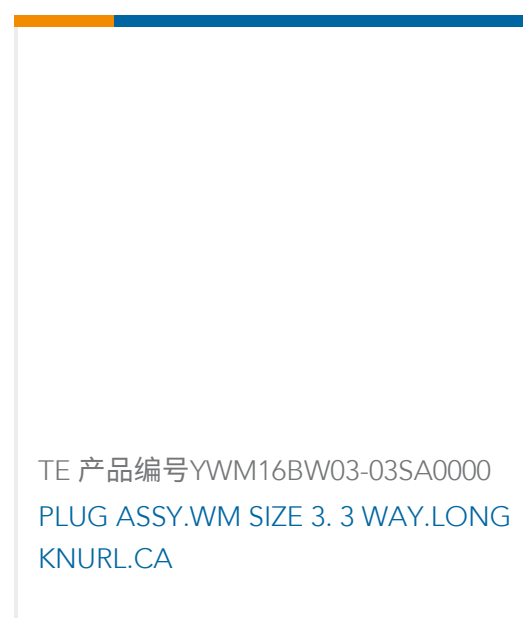 TE 产品编号YWM16BW03-03SA0000
PLUG ASSY.WM SIZE 3. 3 WAY.LONG
KNURL.CA